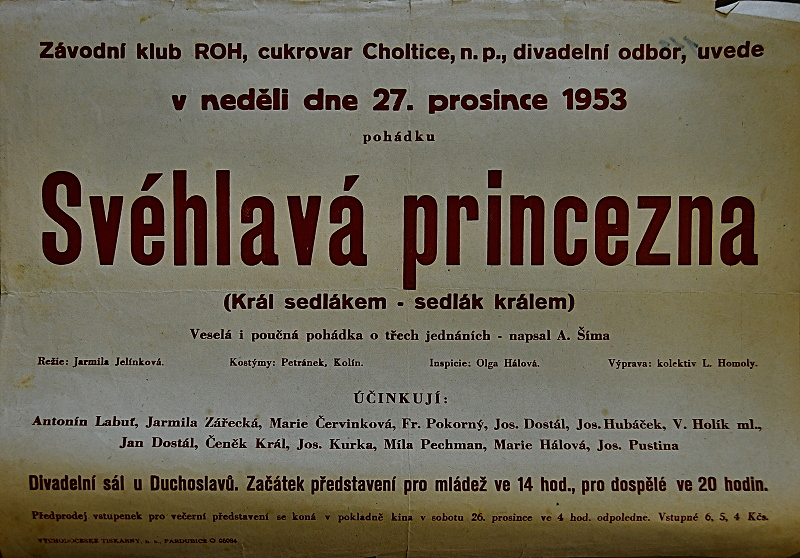 Závodní klub ROH, cukrovar Choltice, n. p., divadelní odbor, uvede
v neděli dne 27. prosince 1953
pohádku
Svéhlavá princezna
(Král sedlákem - sedlák králem)
Veselá i poučná pohádka o třech jednáních - napsal A. Šíma
Režie: Jarmila Jelínková. Kostýmy: Petránek, Kolín. Inspicie: Olga Hálová. Výprava: kolektiv L. Homoly.
ÚČINKUJÍ:
Antonín Labuť, Jarmila Zářecká, Marie Červinková, Fr. Pokorný, Jos. Dostál, Jos. Hubáček, V. Holík ml.,
Jan Dostál, Čeněk Král, Jos. Kurka, Míla Pechman, Marie Hálová, Jos. Pustina
Divadelní sál u Duchoslavů. Začátek představení pro mládež ve 14 hod., pro dospělé ve 20 hodin.
Předprodej vstupenek pro večerní představení se koná v pokladně kina v sobotu 26. prosince ve 4 hod. odpoledne. Vstupné 6, 5, 4 Kčs.
VÝCHODOČESKÉ TISKÁRNY, n. p., PARDUBICE